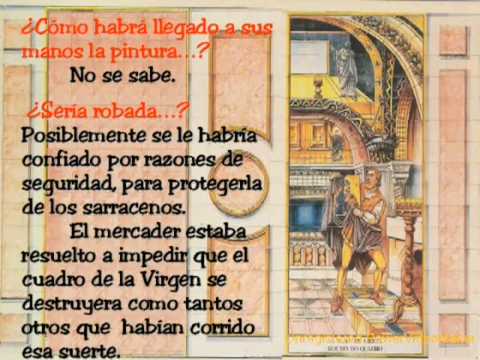 ¿Cómo habrá llegado a sus
manos la pintura...?
No se sabe.
¿Sería robada...?
Posiblemente se le habría
confiado por razones de
seguridad, para protegerla
de los sarracenos.
El mercader estaba
resuelto a impedir que el
cuadro de la Virgen se
destruyera como tantos
otros que habían corrido
esa suerte.